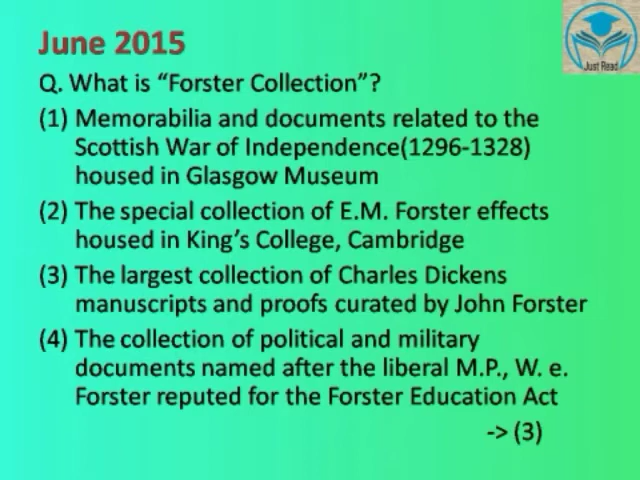 June 2015
Just Read
Q. What is “Forster Collection”?
(1) Memorabilia and documents related to the
Scottish War of Independence(1296-1328)
housed in Glasgow Museum
(2) The special collection of E.M. Forster effects
housed in King’s College, Cambridge
(3) The largest collection of Charles Dickens
manuscripts and proofs curated by John Forster
(4) The collection of political and military
documents named after the liberal M.P., W. e.
Forster reputed for the Forster Education Act
-> (3)